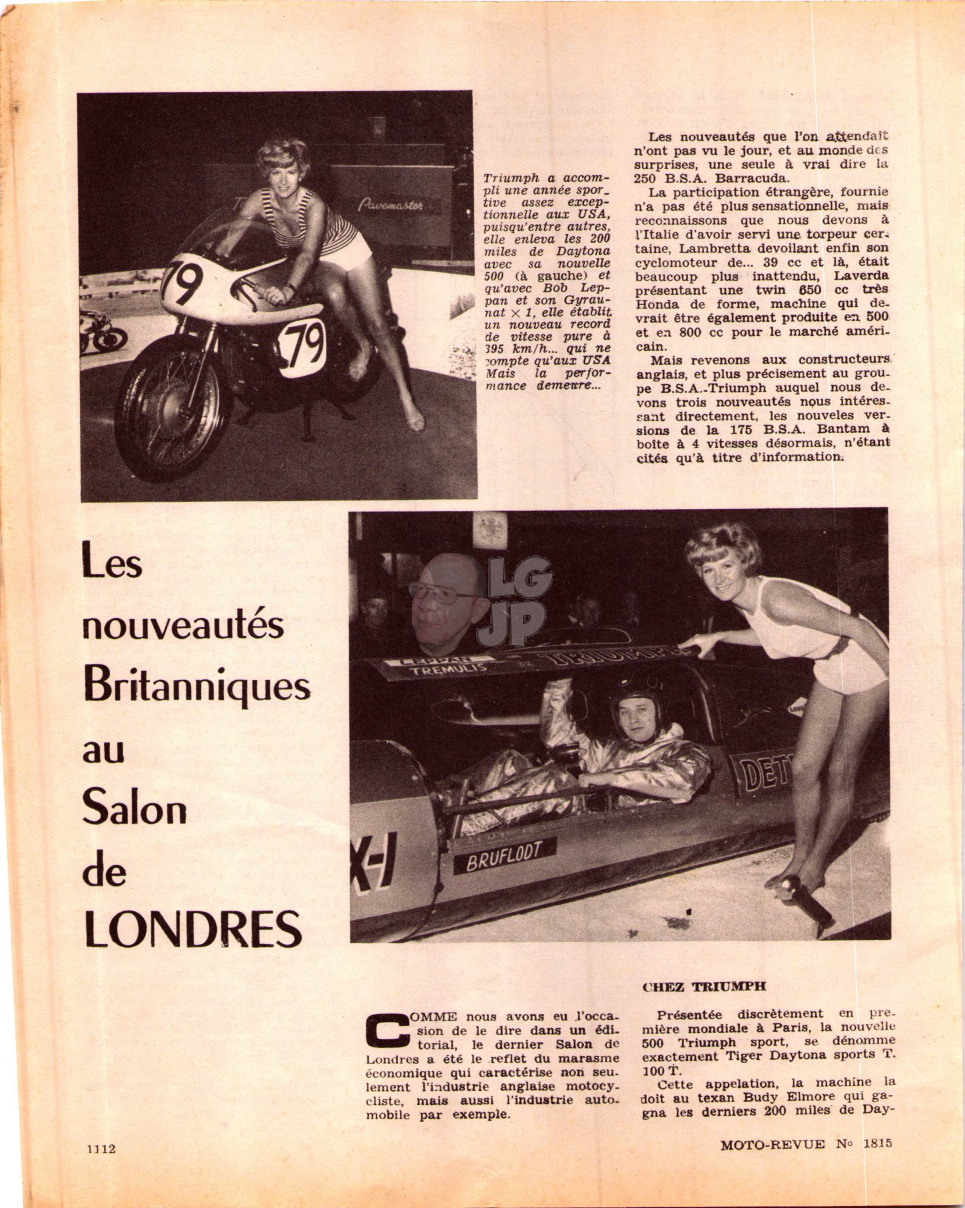 Pavemaster
79
79
Triumph a accom-
pli une année spor-
tive assez excep-
tionnelle aux USA,
puisqu'entre autres,
elle enleva les 200
miles de Daytona
avec sa nouvelle
500 (à gauche) et
qu'avec Bob Lep-
pan et son Gyrau-
nat × 1, elle établit
un nouveau record
de vitesse pure à
395 km/h... qui ne
compte qu'aux USA
Mais la perfor-
mance demeure...
Les nouveautés que l'on attendait
n'ont pas vu le jour, et au monde des
surprises, une seule à vrai dire la
250 B.S.A. Barracuda.
La participation étrangère, fournie
n'a pas été plus sensationnelle, mais
reconnaissons que nous devons à
l'Italie d'avoir servi une torpeur cer-
taine, Lambretta devoilant enfin son
cyclomoteur de... 39 cc et là, était
beaucoup plus inattendu, Laverda
présentant une twin 650 cc très
Honda de forme, machine qui de-
vrait être également produite en 500
et en 800 cc pour le marché améri-
cain.
Mais revenons aux constructeurs
anglais, et plus précisement au grou-
pe B.S.A.-Triumph auquel nous de-
vons trois nouveautés nous intéres-
sant directement, les nouveles ver-
sions de la 175 B.S.A. Bantam à
boîte à 4 vitesses désormais, n'étant
cités qu'à titre d'information.
Les
nouveautés
Britanniques
au
Salon
de
LONDRES
LG
JP
LEPPAN
TREMULIS
TRIUMPH
DET
X-1
BRUFLODT
COMME nous avons eu l'occa-
sion de le dire dans un édi-
torial, le dernier Salon de
Londres a été le reflet du marasme
économique qui caractérise non seu-
lement l'industrie anglaise motocy-
cliste, mais aussi l'industrie auto-
mobile par exemple.
CHEZ TRIUMPH
Présentée discrètement en pre-
mière mondiale à Paris, la nouvelle
500 Triumph sport, se dénomme
exactement Tiger Daytona sports T.
100 T.
Cette appelation, la machine la
doit au texan Budy Elmore qui ga-
gna les derniers 200 miles de Day-
1112
MOTO-REVUE No 1815